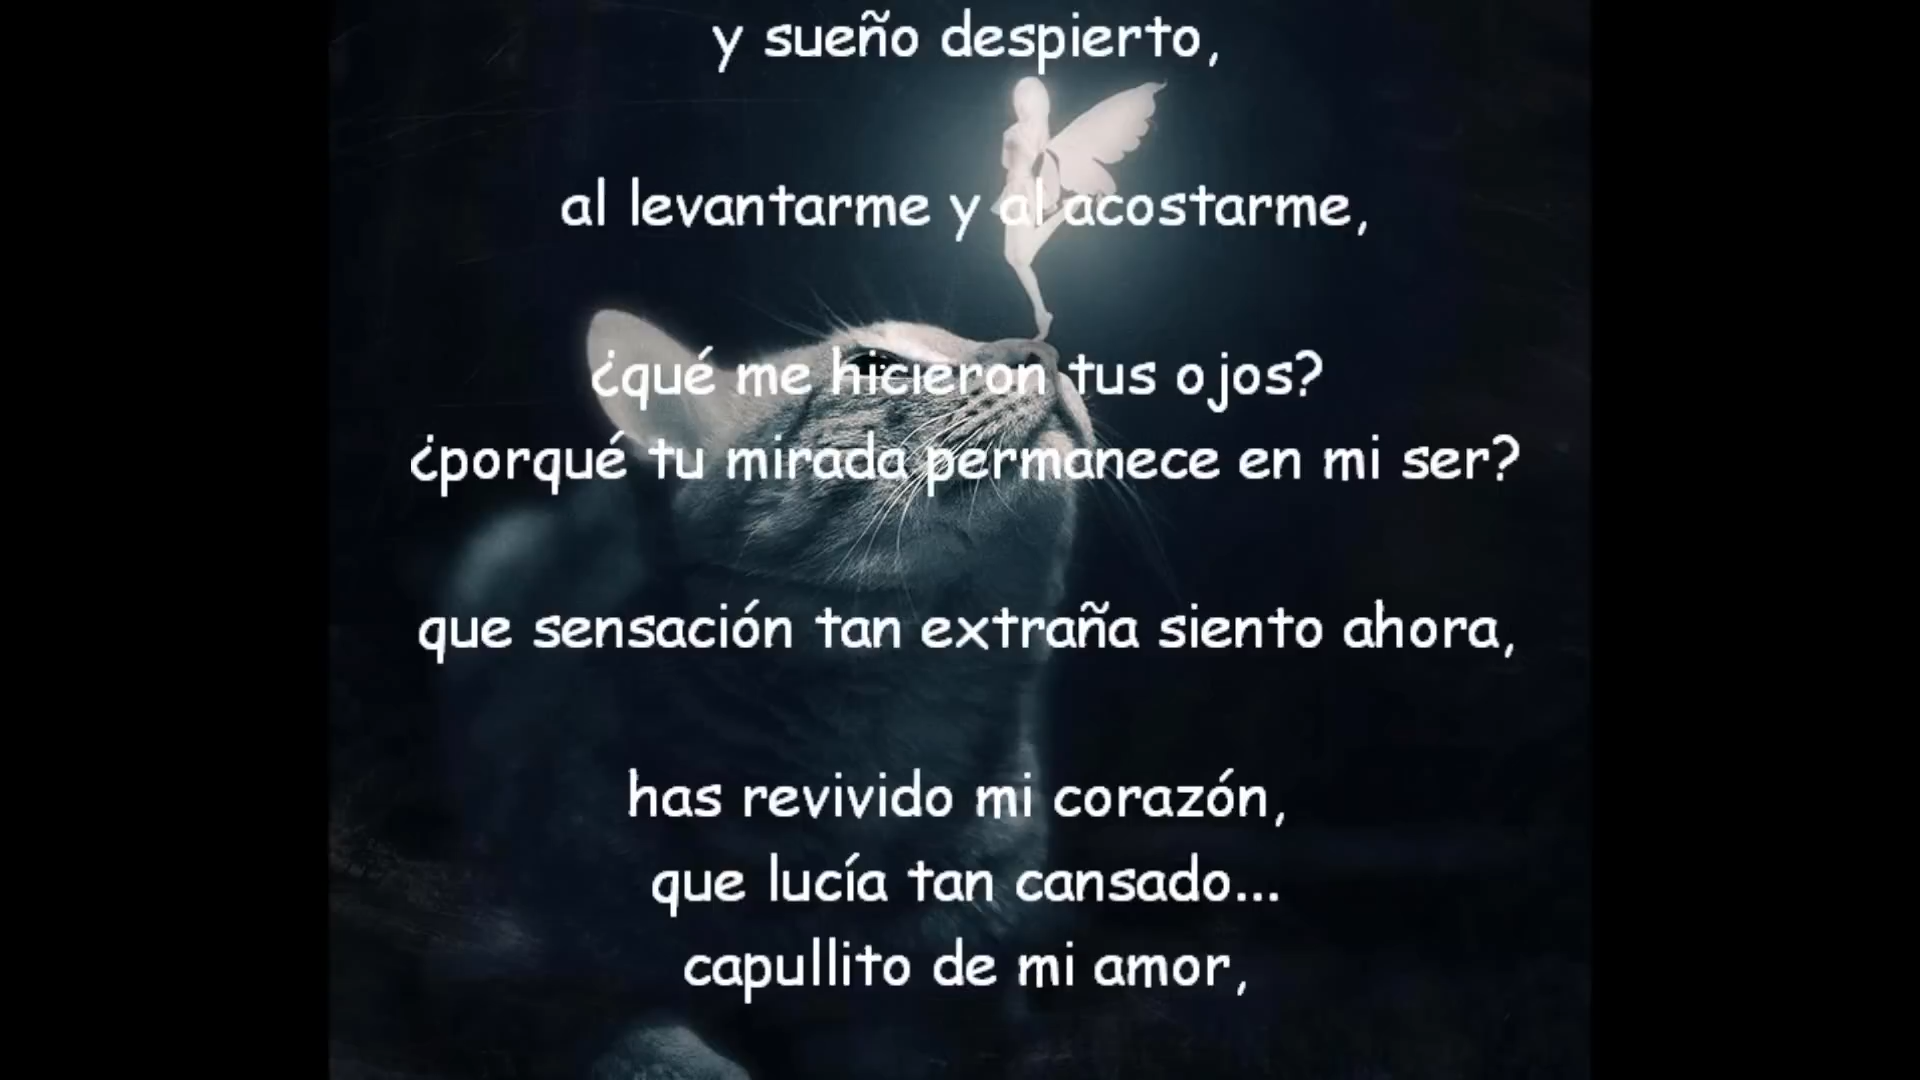 y sueño despierto,
al levantarme y al acostarme,
¿qué me hicieron tus ojos?
¿porqué tu mirada permanece en mi ser?
que sensación tan extraña siento ahora,
has revivido mi corazón,
que lucía tan cansado...
capullito de mi amor,